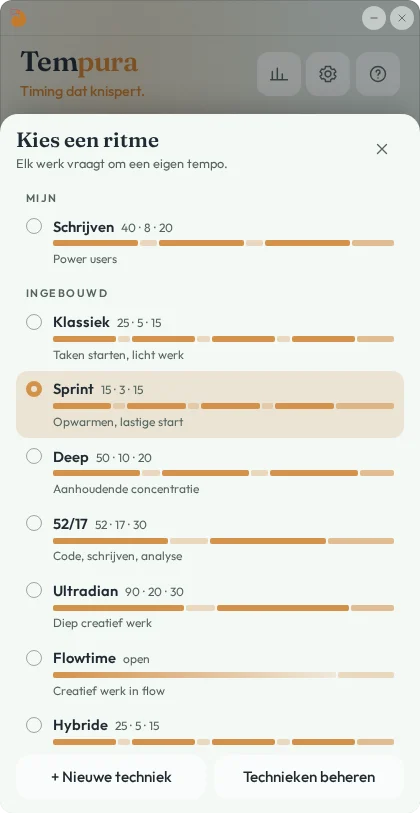 Tempura
Timing dat knispert.
Kies een ritme
Elk werk vraagt om een eigen tempo.
MIJN
Schrijven 40 · 8 · 20
Power users
INGEBOUWD
Klassiek 25 · 5 · 15
Taken starten, licht werk
Sprint 15 · 3 · 15
Opwarmen, lastige start
Deep 50 · 10 · 20
Aanhoudende concentratie
52/17 52 · 17 · 30
Code, schrijven, analyse
Ultradian 90 · 20 · 30
Diep creatief werk
Flowtime open
Creatief werk in flow
Hybride 25 · 5 · 15
+ Nieuwe techniek
Technieken beheren